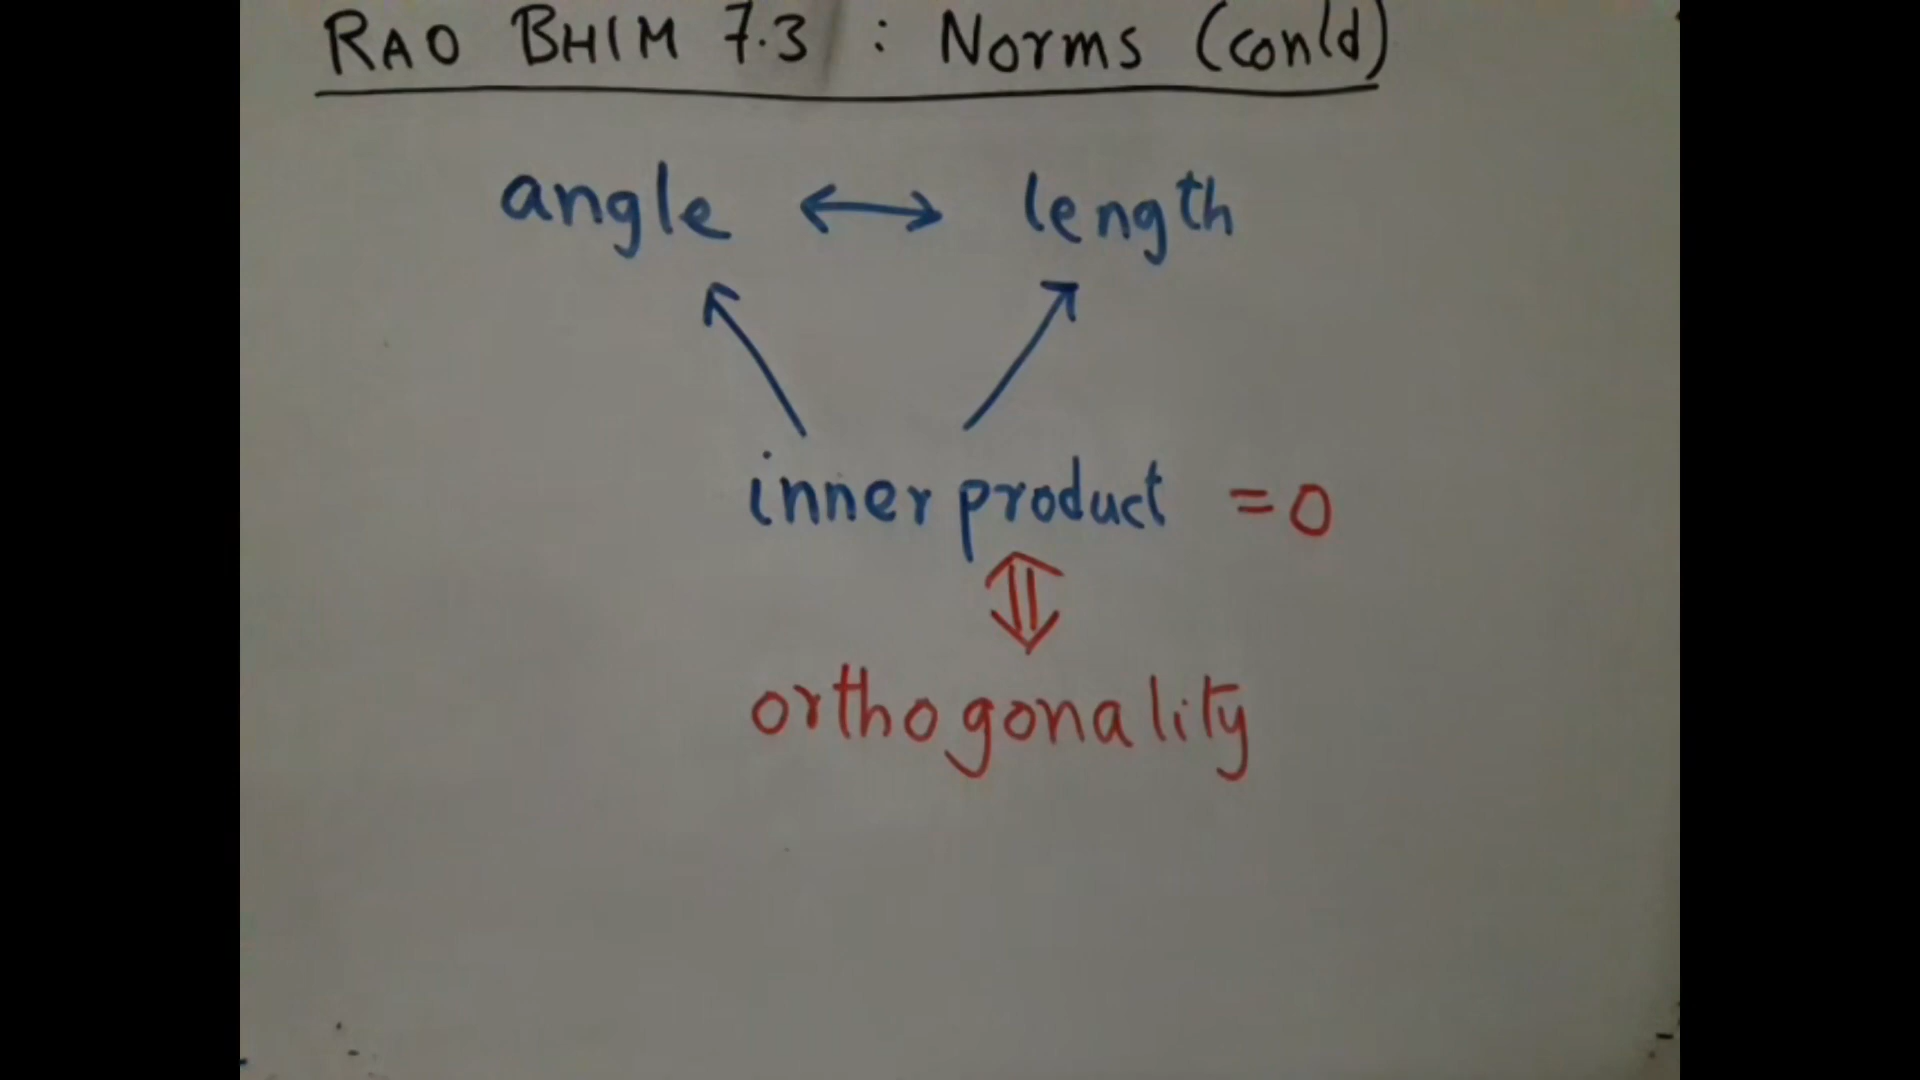 RAO BHIM 7.3 : Norms (contd)
angle ↔ length
inner product = 0
orthogonality